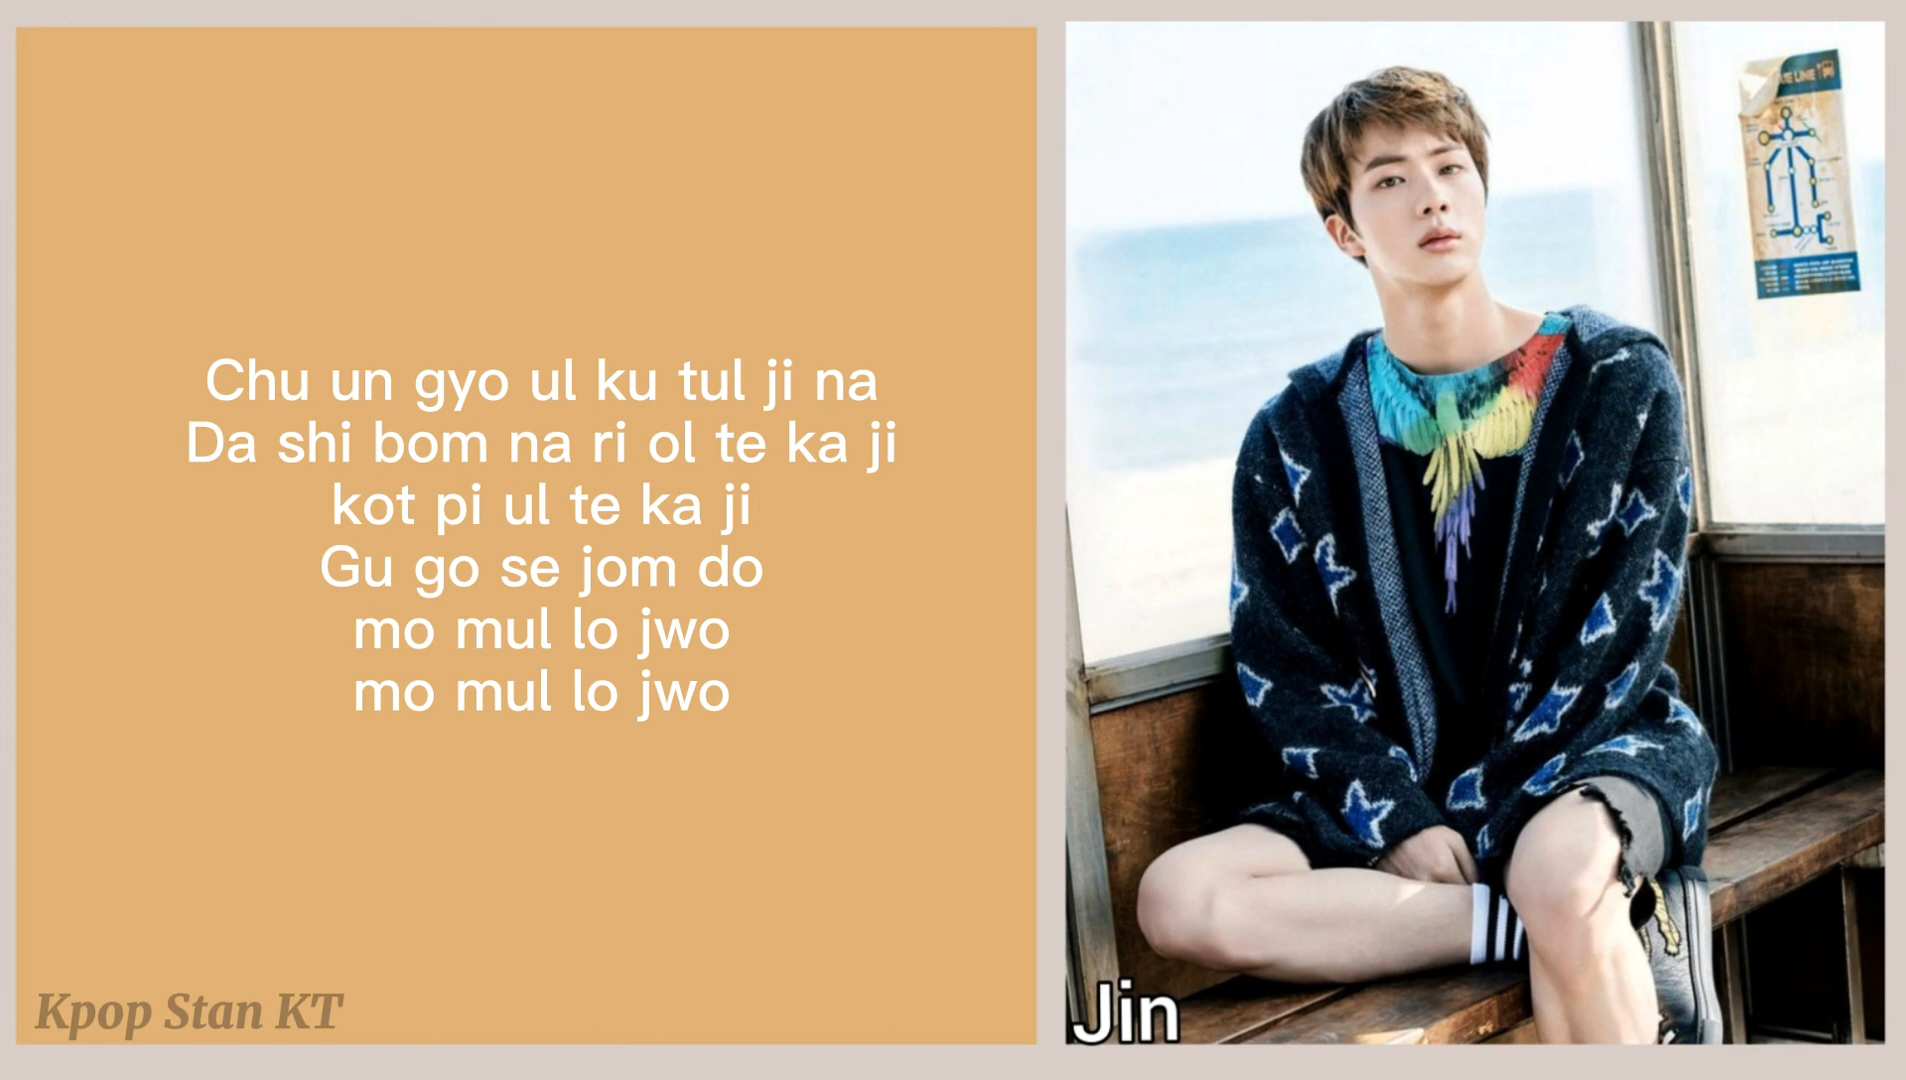 Chu un gyo ul ku tul ji na
Da shi bom na ri ol te ka ji
kot pi ul te ka ji
Gu go se jom do
mo mul lo jwo
mo mul lo jwo
Kpop Stan KT
Jin